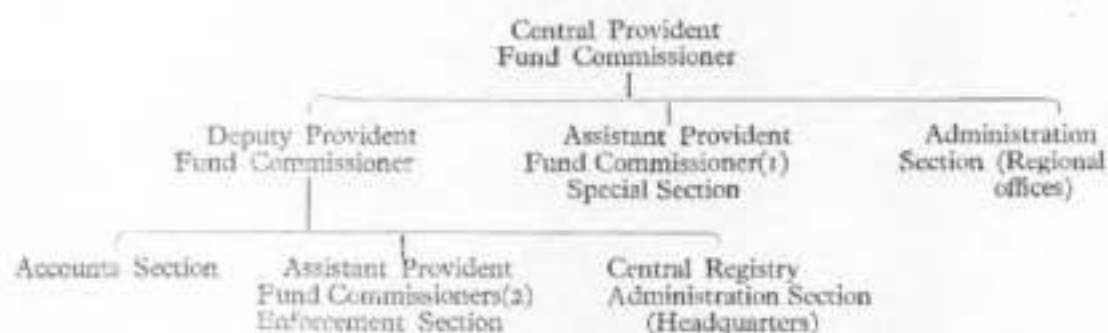 Central Provident
Fund Commissioner
Deputy Provident
Fund Commissioner
Assistant Provident
Fund Commissioner(1)
Special Section
Administration
Section (Regional
offices)
Accounts Section
Assistant Provident
Fund Commissioners(2)
Enforcement Section
Central Registry
Administration Section
(Headquarters)